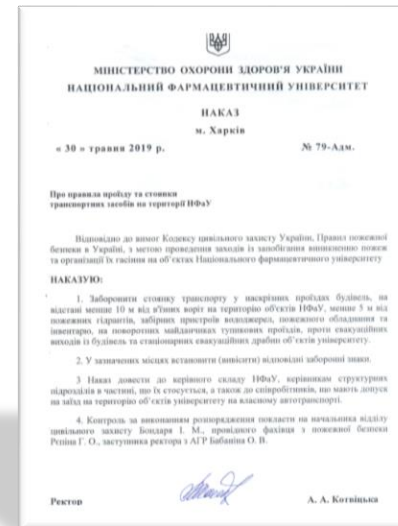 МІНІСТЕРСТВО ОХОРОНИ ЗДОРОВ'Я УКРАЇНИ
НАЦІОНАЛЬНИЙ ФАРМАЦЕВТИЧНИЙ УНІВЕРСИТЕТ
НАКАЗ
м. Харків
« 30 » травня 2019 р. № 79-Адм.
Про правила проїзду та стоянки
транспортних засобів на території НФаУ
Відповідно до вимог Кодексу цивільного захисту України, Правил пожежної
безпеки в Україні, з метою проведення заходів із запобігання виникненню пожеж
та організації їх гасіння на об'єктах Національного фармацевтичного університету
НАКАЗУЮ:
1. Заборонити стоянку транспорту у наскрізних проїздах будівель, на
відстані менше 10 м від в'їзних воріт на територію об'єктів НФаУ, менше 5 м від
пожежних гідрантів, забірних пристроїв вододжерел, пожежного обладнання та
інвентарю, на поворотних майданчиках тупикових проїздів, проти евакуаційних
виходів із будівель та стаціонарних евакуаційних драбин об'єктів університету.
2. У зазначених місцях встановити (вивісити) відповідні заборонні знаки.
3 Наказ довести до керівного складу НФаУ, керівникам структурних
підрозділів в частині, що їх стосується, а також до співробітників, що мають допуск
на заїзд на територію об'єктів університету на власному автотранспорті.
4. Контроль за виконанням розпорядження покласти на начальника відділу
цивільного захисту Бондаря І. М., провідного фахівця з пожежної безпеки
Рєпіна Г. О., заступника ректора з АГР Бабаніна О. В.
Ректор А. А. Котвіцька